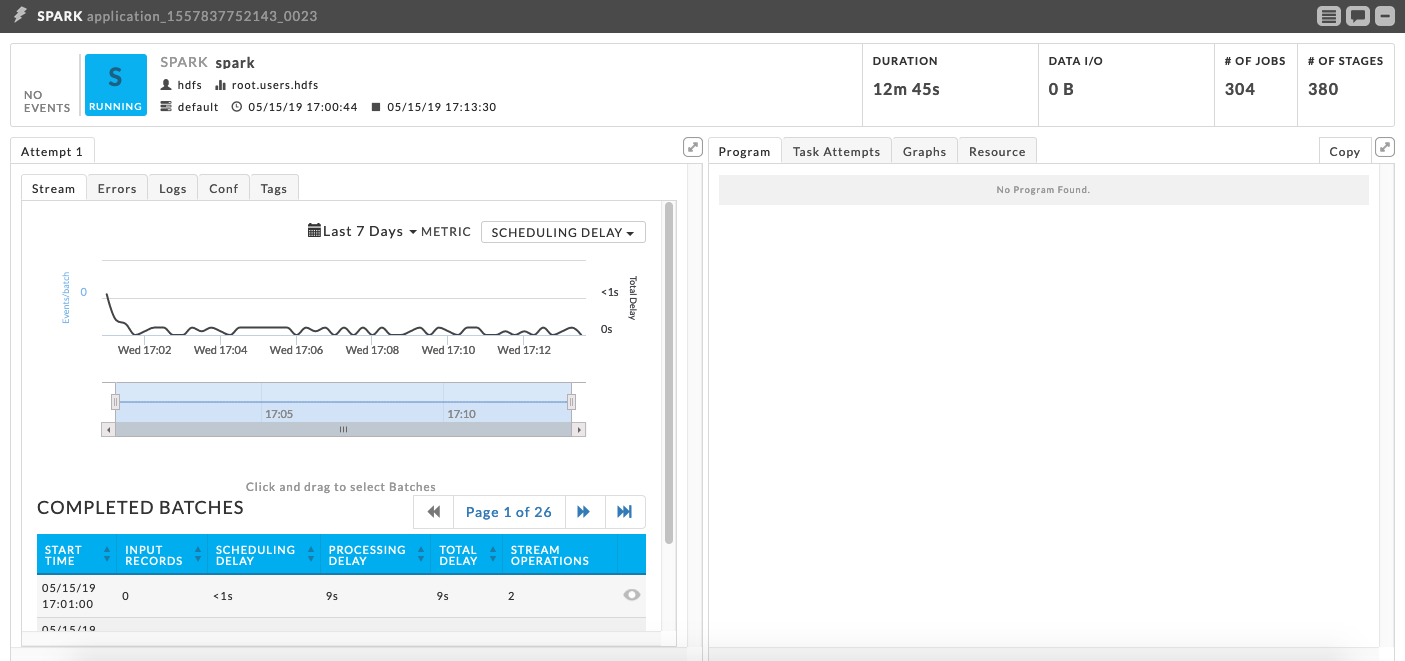 SPARK application_1557837752143_0023
NO EVENTS
S
RUNNING
SPARK spark
hdfs root.users.hdfs
default 05/15/19 17:00:44 05/15/19 17:13:30
DURATION
12m 45s
DATA I/O
0 B
# OF JOBS
304
# OF STAGES
380
Attempt 1
Stream Errors Logs Conf Tags
Last 7 Days METRIC SCHEDULING DELAY
Events/batch
0
<1s
0s
Total Delay
Wed 17:02 Wed 17:04 Wed 17:06 Wed 17:08 Wed 17:10 Wed 17:12
17:05 17:10
Click and drag to select Batches
COMPLETED BATCHES
Page 1 of 26
START TIME INPUT RECORDS SCHEDULING DELAY PROCESSING DELAY TOTAL DELAY STREAM OPERATIONS
05/15/19 17:01:00 0 <1s 9s 9s 2
05/15/19
Program Task Attempts Graphs Resource Copy
No Program Found.